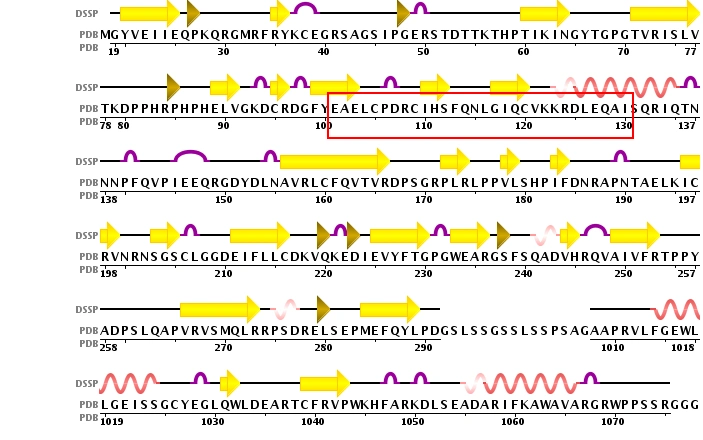 DSSP
PDB MGYVEIIEQPKQRGMRFRYKCEGRSAGSIPGERSTDTTKTHPTIKINGYTGPGTVRISLV
PDB 19 30 40 50 60 70 77
DSSP
PDB TKDPPHRPHPHELVGKDCRDGFYEAELCPDRCIHSFQNLGIQCVKKRDLEQAISQRIQTN
PDB 78 80 90 100 110 120 130 137
DSSP
PDB NNPFQVPIEEQRGDYDLNAVRLCFQVTVRDPSGRPLRLPPVLSHPIFDNRAPNTAELKIC
PDB 138 150 160 170 180 190 197
DSSP
PDB RVNRNSGSCLGGDEIFLLCDKVQKEDIEVYFTGPGWEARGSFSQADVHRQVAIVFRTPPY
PDB 198 210 220 230 240 250 257
DSSP
PDB ADPSLQAPVRVSMQLRRPSDRELSEPMEFQYLPDGSLSSGSSLSSPSAGAAPRVLFGEWL
PDB 258 270 280 290 1010 1018
DSSP
PDB LGEISSGCYEGLQWLDEARTCFRVPWKHFARKDLSEADARIFKAWAVARGRWPPSSRGGG
PDB 1019 1030 1040 1050 1060 1070